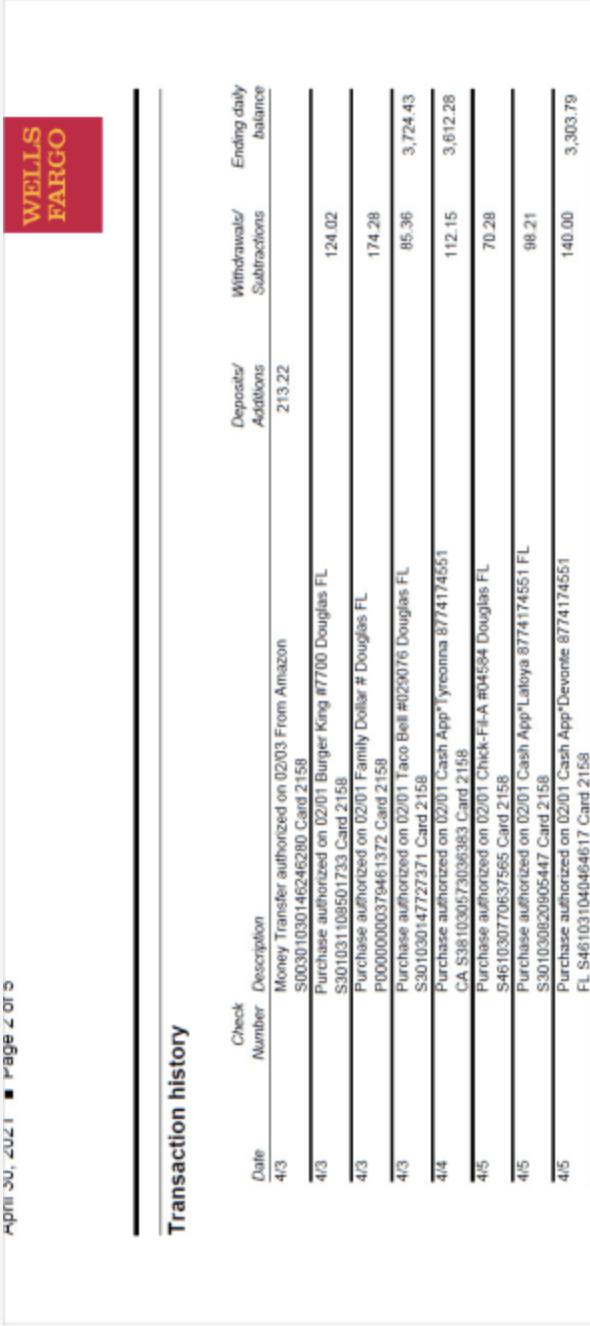 April 30, 2021 ■ Page 2 of 5
WELLS
FARGO
Transaction history
Check Deposits/ Withdrawals/ Ending daily
Date Number Description Additions Subtractions balance
4/3 Money Transfer authorized on 02/03 From Amazon 213.22
S00301030146246280 Card 2158
4/3 Purchase authorized on 02/01 Burger King #7700 Douglas FL 124.02
S301031108501733 Card 2158
4/3 Purchase authorized on 02/01 Family Dollar # Douglas FL 174.28
P00000000379461372 Card 2158
4/3 Purchase authorized on 02/01 Taco Bell #029076 Douglas FL 85.36 3,724.43
S301030147727371 Card 2158
4/4 Purchase authorized on 02/01 Cash App*Tyreonna 8774174551 112.15 3,612.28
CA S381030573036383 Card 2158
4/5 Purchase authorized on 02/01 Chick-Fil-A #04584 Douglas FL 70.28
S461030770637565 Card 2158
4/5 Purchase authorized on 02/01 Cash App*Latoya 8774174551 FL 98.21
S301030820905447 Card 2158
4/5 Purchase authorized on 02/01 Cash App*Devonte 8774174551 140.00 3,303.79
FL S461031040464617 Card 2158